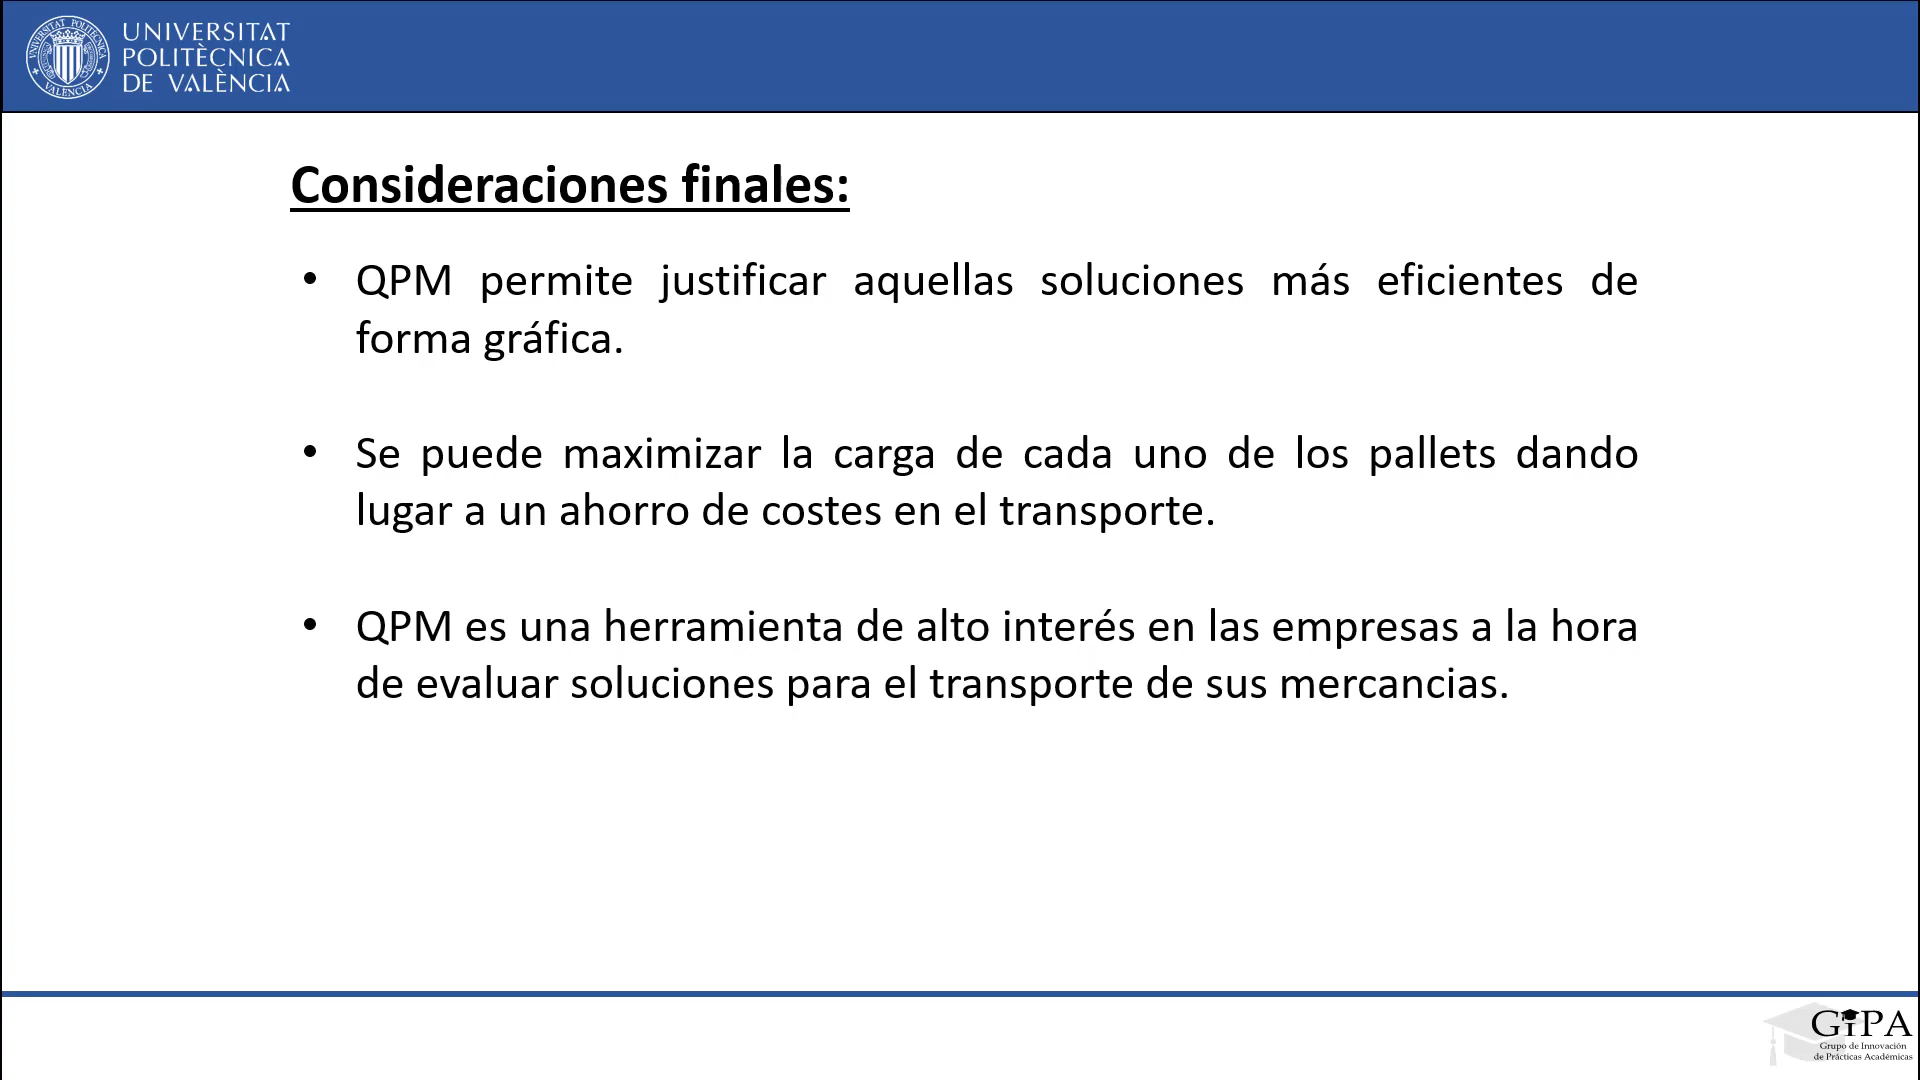 UNIVERSITAT
POLITÈCNICA
DE VALÈNCIA
Consideraciones finales:
• QPM permite justificar aquellas soluciones más eficientes de
forma gráfica.
• Se puede maximizar la carga de cada uno de los pallets dando
lugar a un ahorro de costes en el transporte.
• QPM es una herramienta de alto interés en las empresas a la hora
de evaluar soluciones para el transporte de sus mercancias.
GiPA
Grupo de Innovación
de Prácticas Académicas